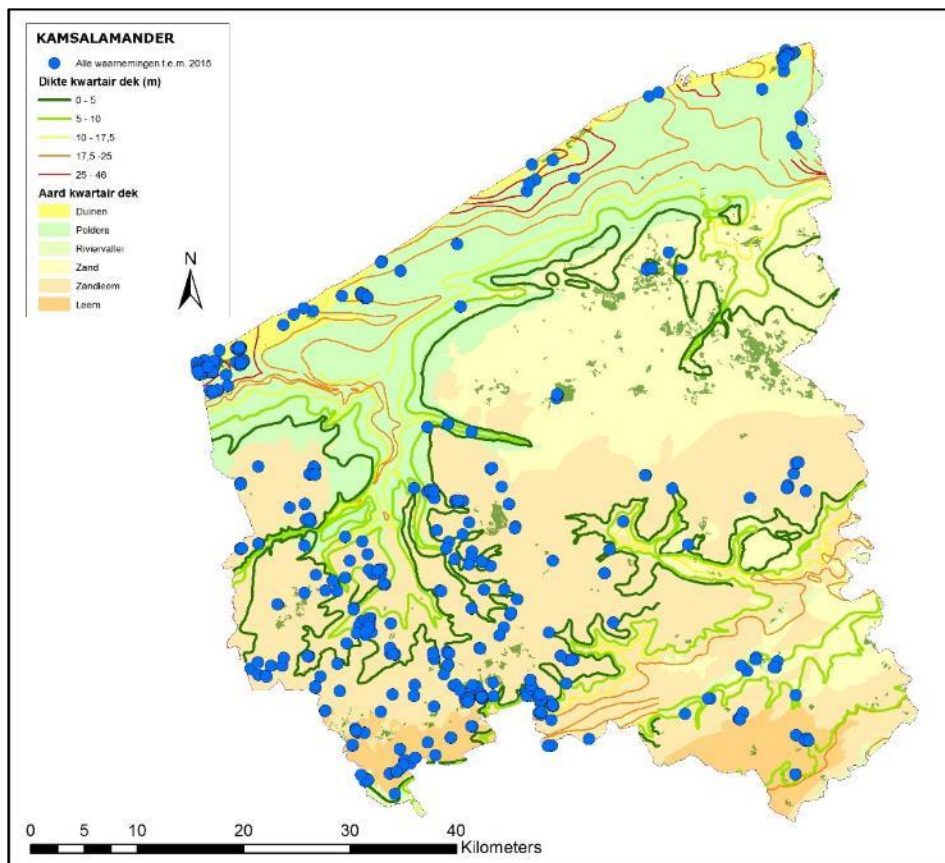 KAMSALAMANDER
Alle waarnemingen t.e.m. 2015
Dikte kwartair dek (m)
0 - 5
5 - 10
10 - 17,5
17,5 -25
25 - 46
Aard kwartair dek
Duinen
Polders
Riviervallei
Zand
Zandleem
Leem
N
0 5 10 20 30 40
Kilometers